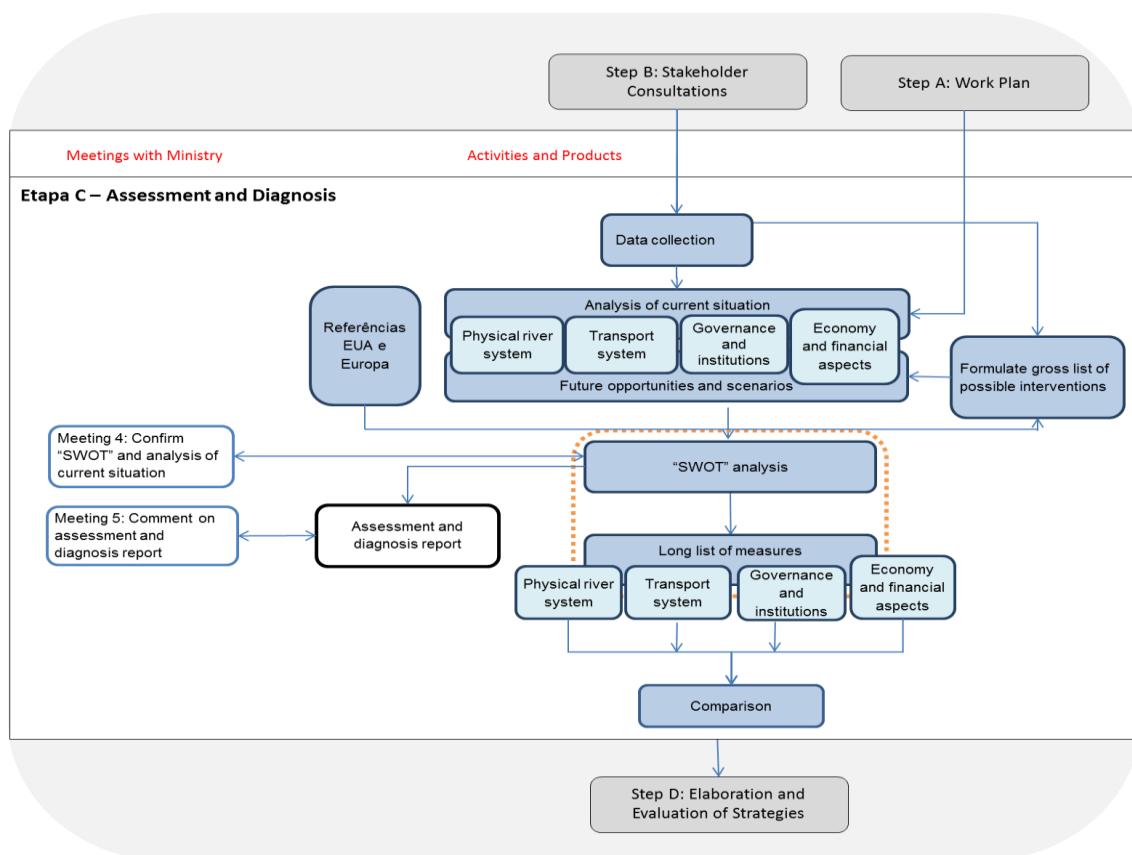 Step B: Stakeholder
Consultations
Step A: Work Plan
Meetings with Ministry
Activities and Products
Etapa C – Assessment and Diagnosis
Data collection
Analysis of current situation
Physical river
system
Transport
system
Governance
and
institutions
Economy
and financial
aspects
Future opportunities and scenarios
Referências
EUA e
Europa
Formulate gross list of
possible interventions
Meeting 4: Confirm
“SWOT” and analysis of
current situation
“SWOT” analysis
Meeting 5: Comment on
assessment and
diagnosis report
Assessment and
diagnosis report
Long list of measures
Physical river
system
Transport
system
Governance
and
institutions
Economy
and financial
aspects
Comparison
Step D: Elaboration and
Evaluation of Strategies